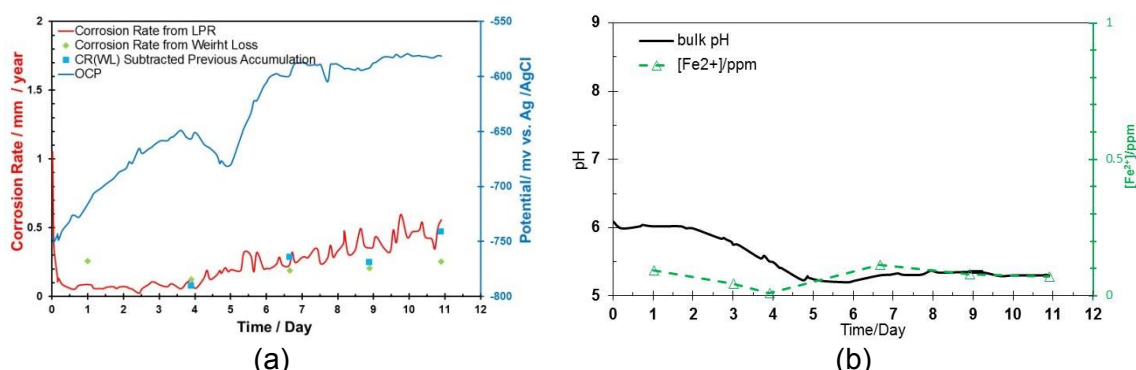 Corrosion Rate from LPR
Corrosion Rate from Weirht Loss
CR(WL) Subtracted Previous Accumulation
OCP
Corrosion Rate / mm / year
2
1.5
1
0.5
0
0 1 2 3 4 5 6 7 8 9 10 11 12
Time / Day
-550
-600
-650
-700
-750
-800
Potential/ mv vs. Ag /AgCl
(a)
bulk pH
[Fe2+]/ppm
pH
9
8
7
6
5
0 1 2 3 4 5 6 7 8 9 10 11 12
Time/Day
1
0.5
0
[Fe²⁺]/ppm
(b)